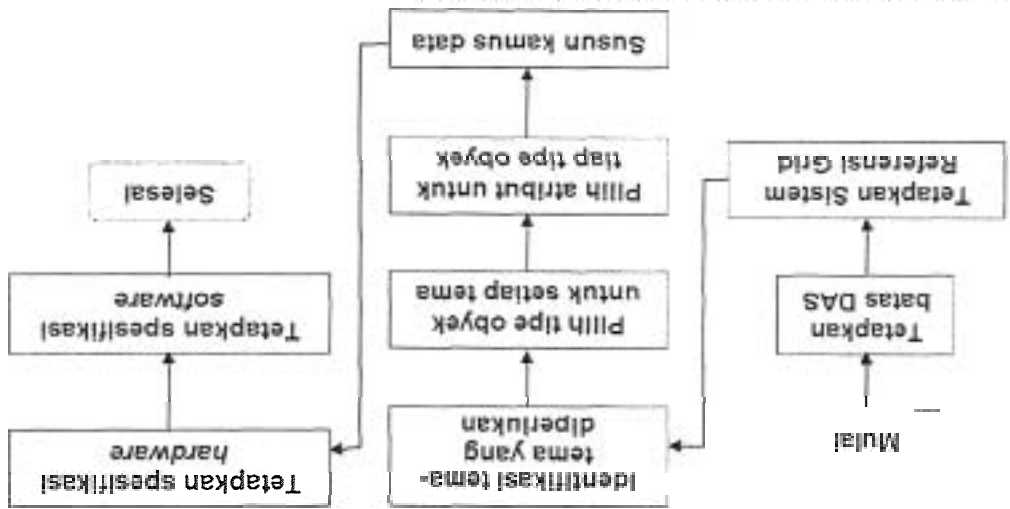 Mulai
Tetapkan
batas DAS
Tetapkan Sistem
Referensi Grid
Identifikasi tema-
tema yang
diperlukan
Pilih tipe obyek
untuk setiap tema
Pilih atribut untuk
tiap tipe obyek
Susun kamus data
Tetapkan spesifikasi
hardware
Tetapkan spesifikasi
software
Selesai